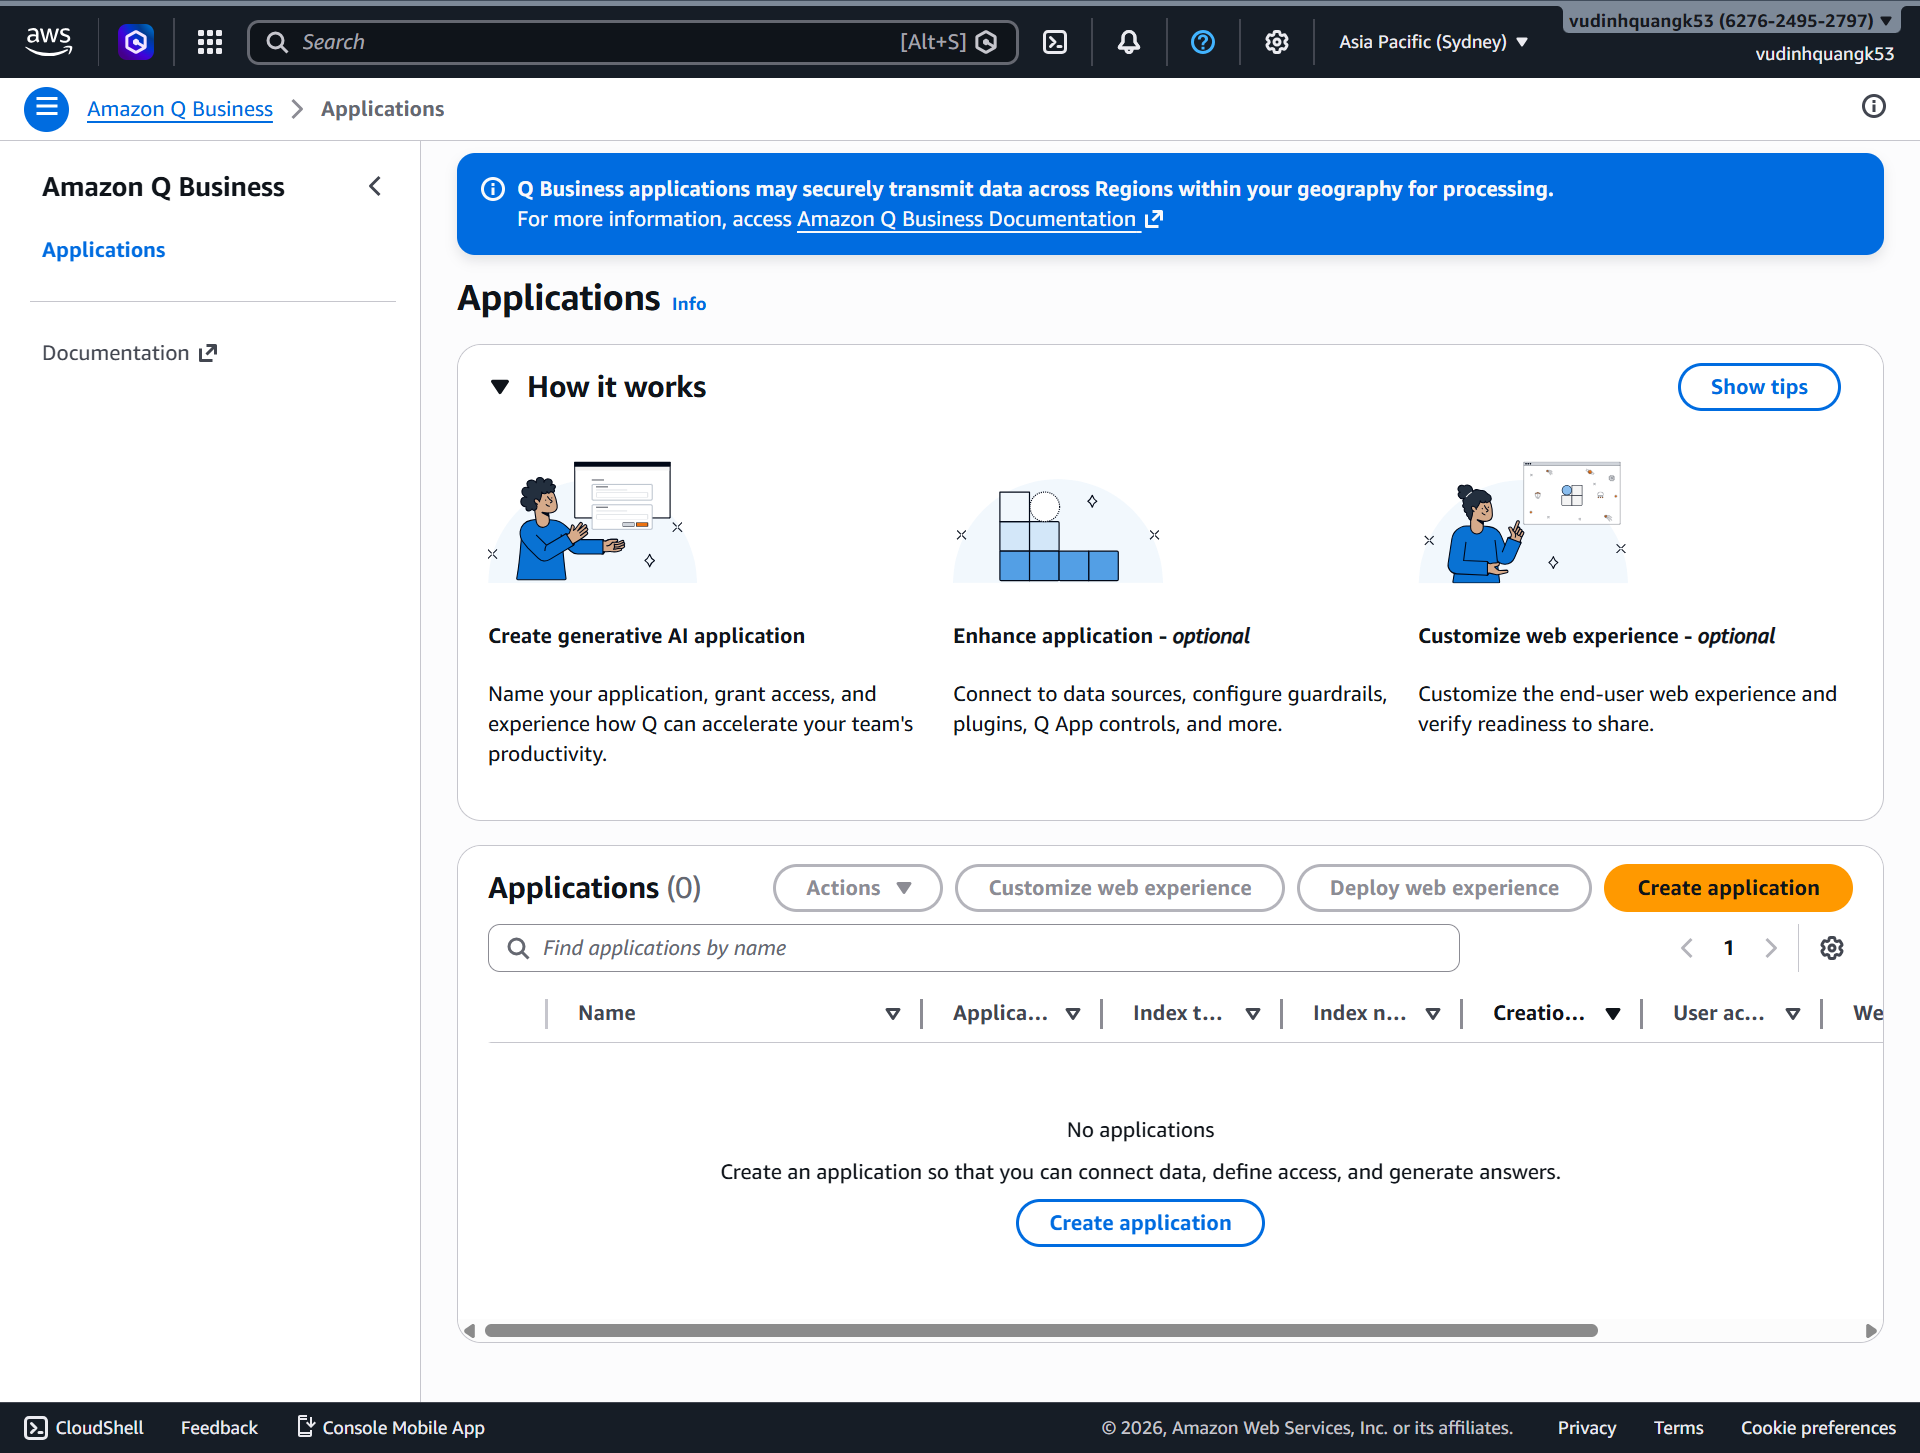 aws
Search
[Alt+S]
Asia Pacific (Sydney)
vudinhquangk53 (6276-2495-2797)
vudinhquangk53
Amazon Q Business
Applications
Amazon Q Business
Applications
Documentation
Q Business applications may securely transmit data across Regions within your geography for processing.
For more information, access Amazon Q Business Documentation
Applications Info
How it works
Show tips
Create generative AI application
Name your application, grant access, and
experience how Q can accelerate your team's
productivity.
Enhance application - optional
Connect to data sources, configure guardrails,
plugins, Q App controls, and more.
Customize web experience - optional
Customize the end-user web experience and
verify readiness to share.
Applications (0)
Actions
Customize web experience
Deploy web experience
Create application
Find applications by name
1
Name
Applica...
Index t...
Index n...
Creatio...
User ac...
We
No applications
Create an application so that you can connect data, define access, and generate answers.
Create application
CloudShell
Feedback
Console Mobile App
© 2026, Amazon Web Services, Inc. or its affiliates.
Privacy
Terms
Cookie preferences